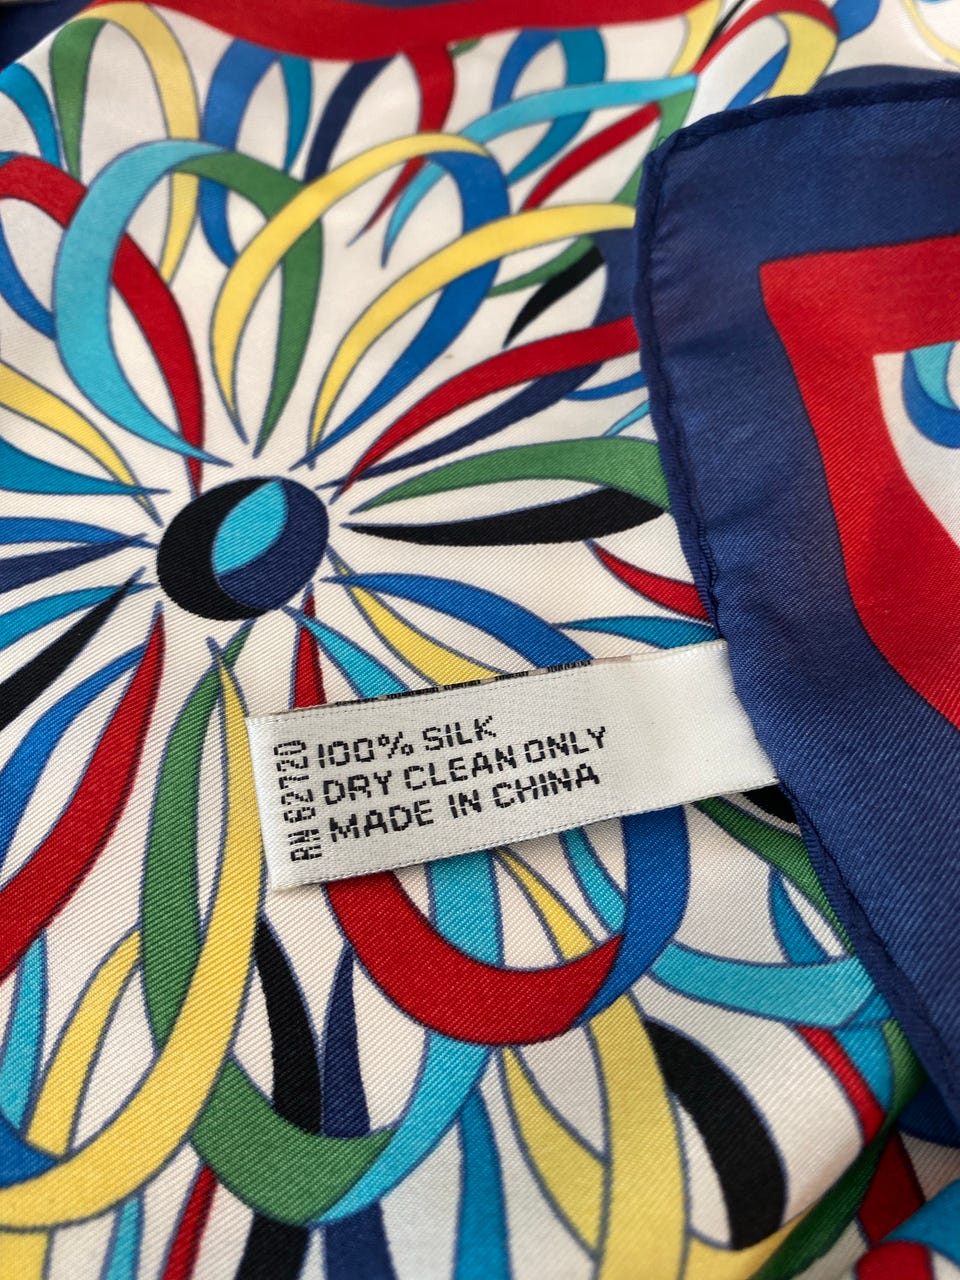 100% SILK
DRY CLEAN ONLY
MADE IN CHINA
RN 62720